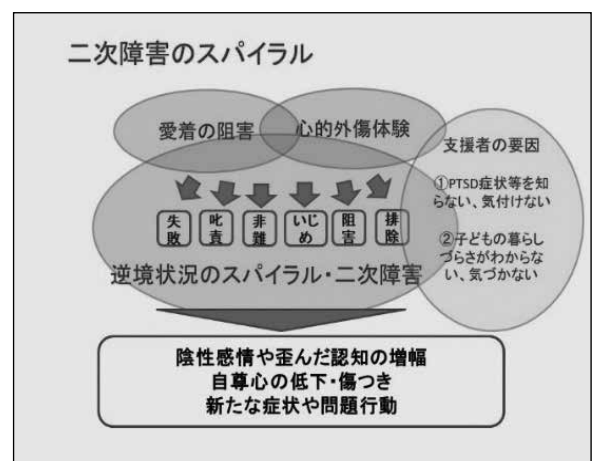 二次障害のスパイラル
愛着の阻害
心的外傷体験
支援者の要因
①PTSD症状等を知
らない、気付けない
②子どもの暮らし
づらさがわからな
い、気づかない
失敗
叱責
非難
いじめ
阻害
排除
逆境状況のスパイラル・二次障害
陰性感情や歪んだ認知の増幅
自尊心の低下・傷つき
新たな症状や問題行動